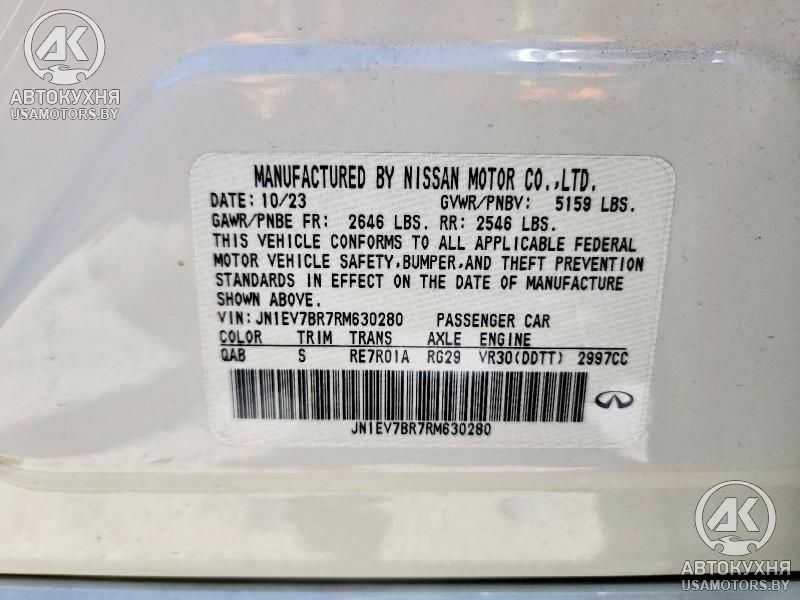 AK
АВТОКУХНЯ
USAMOTORS.BY
MANUFACTURED BY NISSAN MOTOR CO.,LTD.
DATE: 10/23 GVWR/PNBV: 5159 LBS.
GAWR/PNBE FR: 2646 LBS. RR: 2546 LBS.
THIS VEHICLE CONFORMS TO ALL APPLICABLE FEDERAL
MOTOR VEHICLE SAFETY,BUMPER,AND THEFT PREVENTION
STANDARDS IN EFFECT ON THE DATE OF MANUFACTURE
SHOWN ABOVE.
VIN: JN1EV7BR7RM630280 PASSENGER CAR
COLOR TRIM TRANS AXLE ENGINE
QAB S RE7R01A RG29 VR30(DDTT) 2997CC
JN1EV7BR7RM630280
AK
АВТОКУХНЯ
USAMOTORS.BY